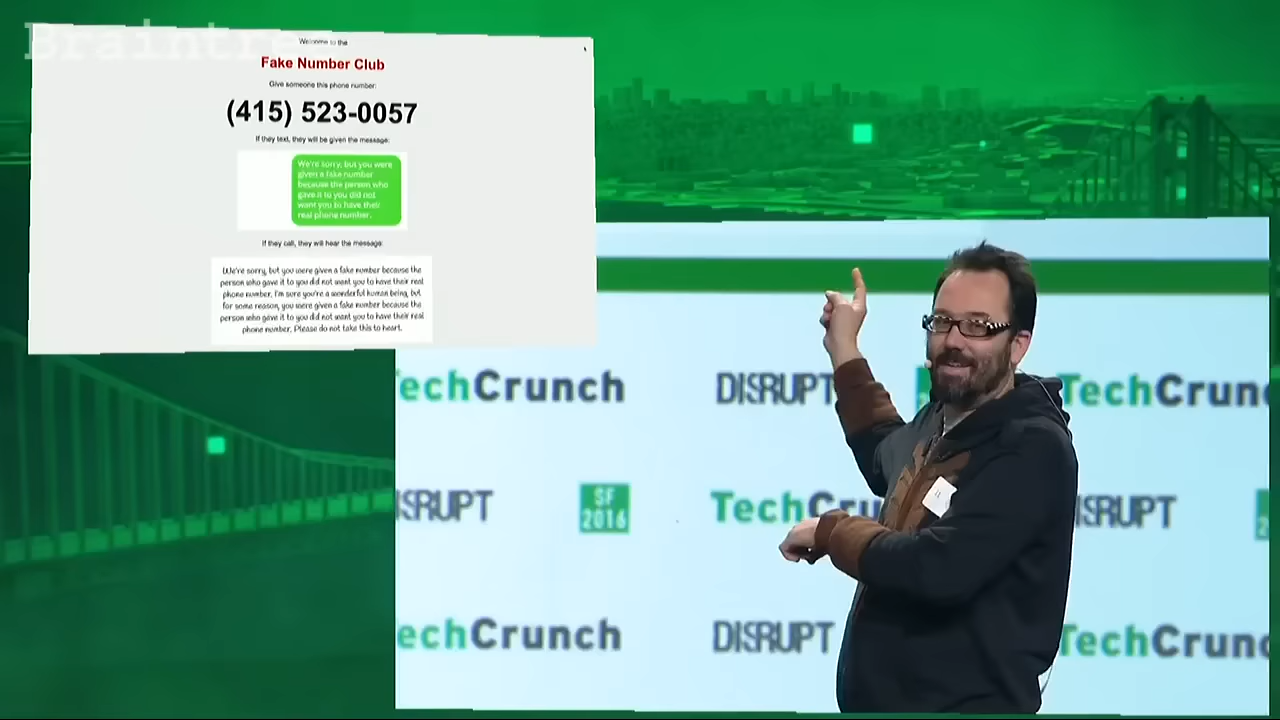 Braintre
Welcome to the
Fake Number Club
Give someone this phone number:
(415) 523-0057
If they text, they will be given the message:
We're sorry, but you were
given a fake number
because the person who
gave it to you did not
want you to have their
real phone number.
If they call, they will hear the message:
We're sorry, but you were given a fake number because the
person who gave it to you did not want you to have their real
phone number. I'm sure you're a wonderful human being, but
for some reason, you were given a fake number because the
person who gave it to you did not want you to have their real
phone number. Please do not take this to heart.
echCrunch DISRUPT TechCrunc
ISRUPT SF TechCru ISRUPT
2016
echCrunch DISRUPT TechCrunc